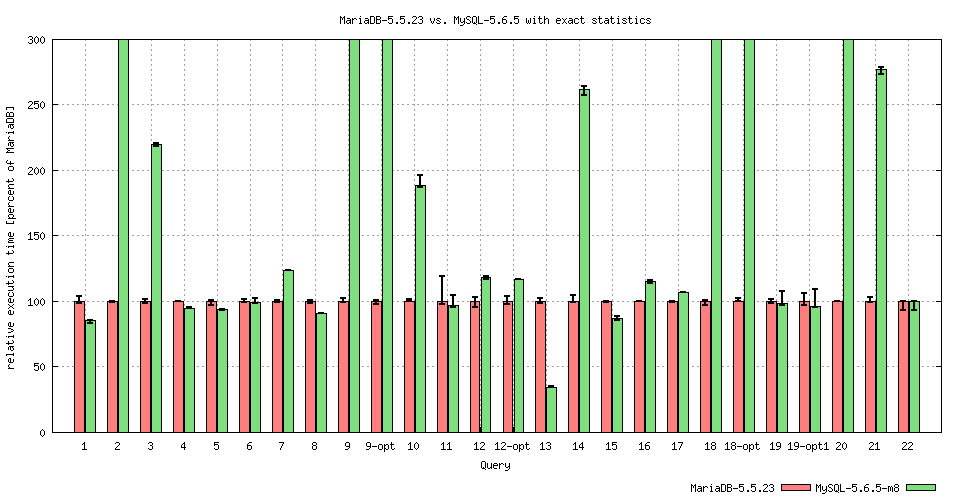 MariaDB-5.5.23 vs. MySQL-5.6.5 with exact statistics
relative execution time [percent of MariaDB]
300
250
200
150
100
50
0
1 2 3 4 5 6 7 8 9 9-opt 10 11 12 12-opt 13 14 15 16 17 18 18-opt 19 19-opt1 20 21 22
Query
MariaDB-5.5.23 MySQL-5.6.5-m8